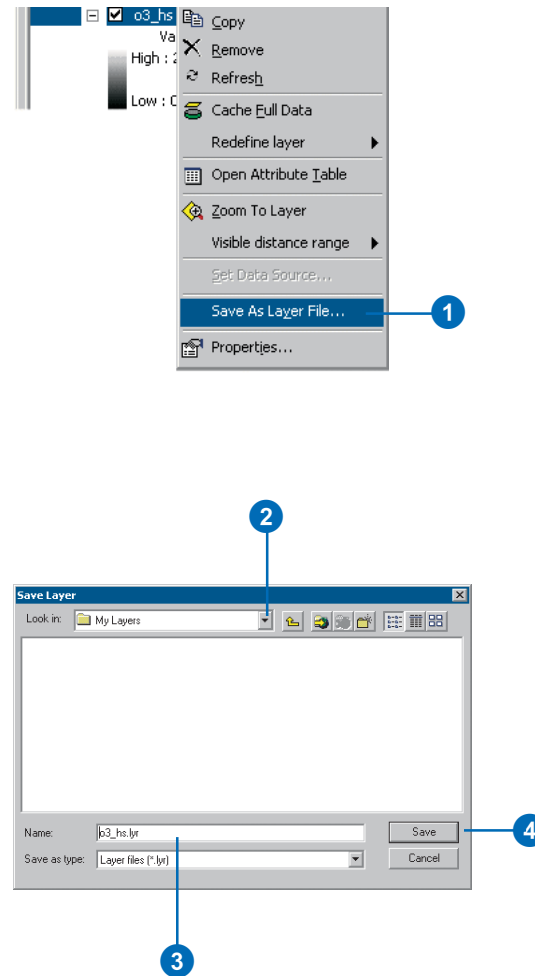 o3_hs
Va
High : 2
Low : 0
Copy
Remove
Refresh
Cache Full Data
Redefine layer
Open Attribute Table
Zoom To Layer
Visible distance range
Set Data Source...
Save As Layer File...
Properties...
1
2
Save Layer
Look in: My Layers
Name: o3_hs.lyr
Save
Save as type: Layer files (*.lyr)
Cancel
4
3